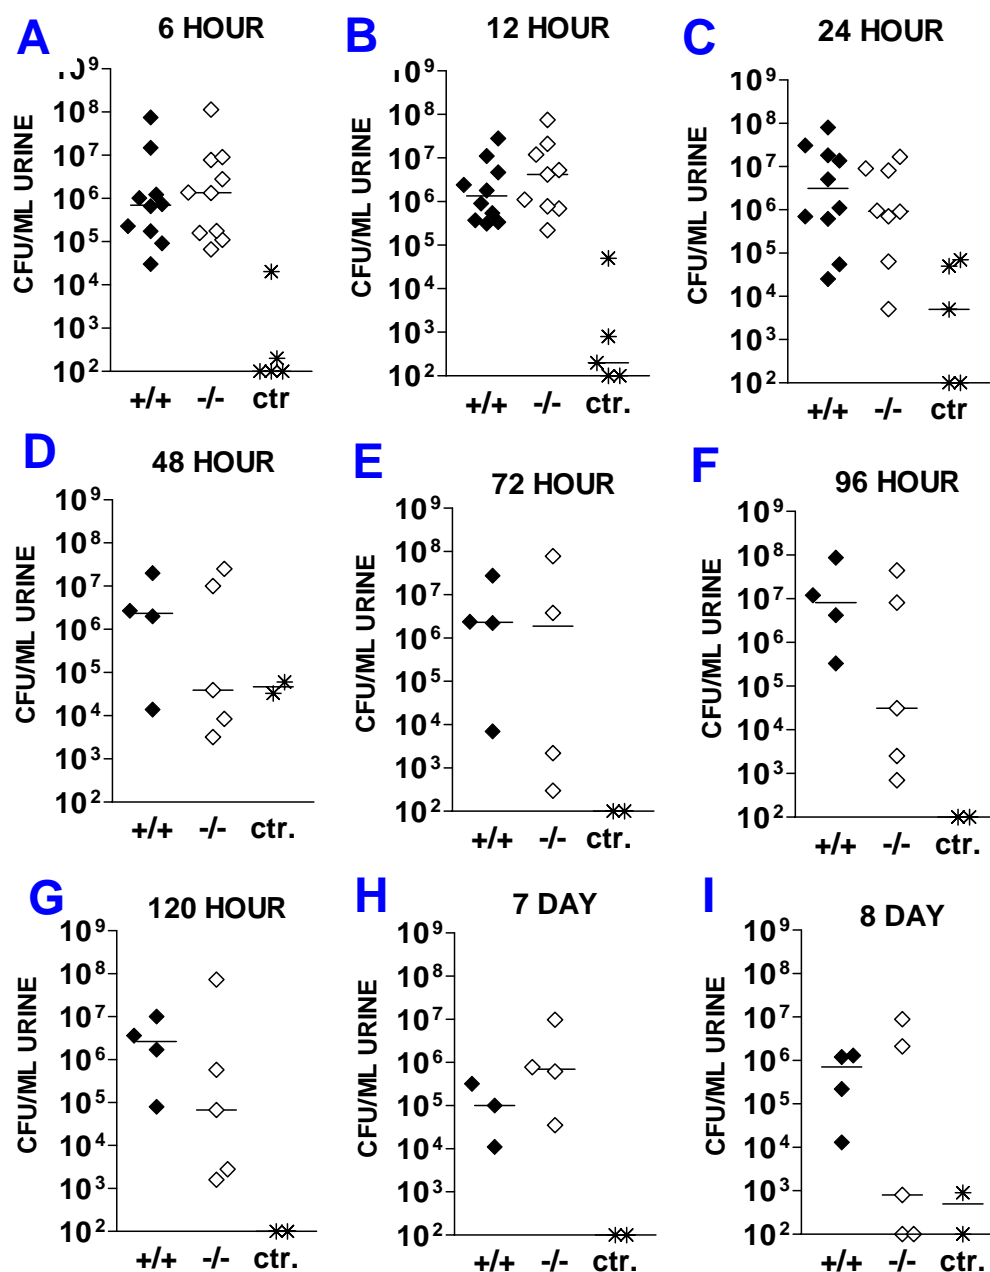 A 6 HOUR
CFU/ML URINE
10⁹
10⁸
10⁷
10⁶
10⁵
10⁴
10³
10²
+/+ -/- ctr
B 12 HOUR
CFU/ML URINE
10⁹
10⁸
10⁷
10⁶
10⁵
10⁴
10³
10²
+/+ -/- ctr.
C 24 HOUR
CFU/ML URINE
10⁹
10⁸
10⁷
10⁶
10⁵
10⁴
10³
10²
+/+ -/- ctr
D 48 HOUR
CFU/ML URINE
10⁹
10⁸
10⁷
10⁶
10⁵
10⁴
10³
10²
+/+ -/- ctr.
E 72 HOUR
CFU/ML URINE
10⁹
10⁸
10⁷
10⁶
10⁵
10⁴
10³
10²
+/+ -/- ctr.
F 96 HOUR
CFU/ML URINE
10⁹
10⁸
10⁷
10⁶
10⁵
10⁴
10³
10²
+/+ -/- ctr.
G 120 HOUR
CFU/ML URINE
10⁹
10⁸
10⁷
10⁶
10⁵
10⁴
10³
10²
+/+ -/- ctr.
H 7 DAY
CFU/ML URINE
10⁹
10⁸
10⁷
10⁶
10⁵
10⁴
10³
10²
+/+ -/- ctr.
I 8 DAY
CFU/ML URINE
10⁹
10⁸
10⁷
10⁶
10⁵
10⁴
10³
10²
+/+ -/- ctr.